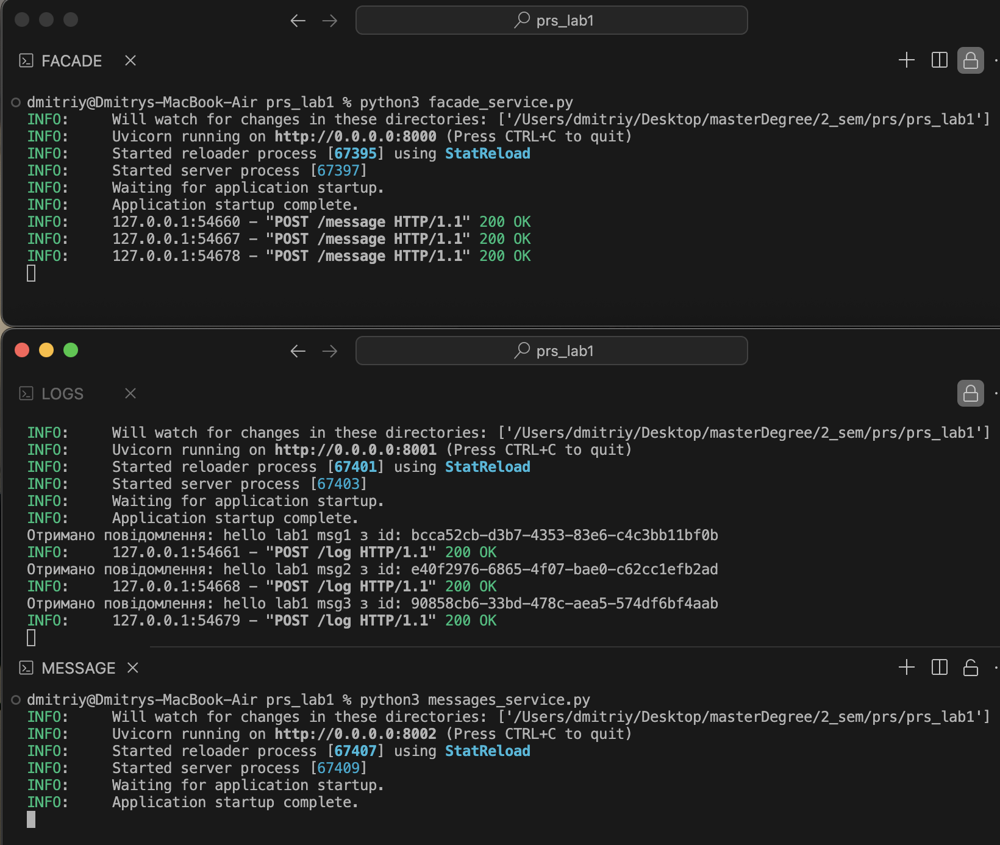 prs_lab1
FACADE
dmitriy@Dmitrys-MacBook-Air prs_lab1 % python3 facade_service.py
INFO: Will watch for changes in these directories: ['/Users/dmitriy/Desktop/masterDegree/2_sem/prs/prs_lab1']
INFO: Uvicorn running on http://0.0.0.0:8000 (Press CTRL+C to quit)
INFO: Started reloader process [67395] using StatReload
INFO: Started server process [67397]
INFO: Waiting for application startup.
INFO: Application startup complete.
INFO: 127.0.0.1:54660 - "POST /message HTTP/1.1" 200 OK
INFO: 127.0.0.1:54667 - "POST /message HTTP/1.1" 200 OK
INFO: 127.0.0.1:54678 - "POST /message HTTP/1.1" 200 OK
prs_lab1
LOGS
INFO: Will watch for changes in these directories: ['/Users/dmitriy/Desktop/masterDegree/2_sem/prs/prs_lab1']
INFO: Uvicorn running on http://0.0.0.0:8001 (Press CTRL+C to quit)
INFO: Started reloader process [67401] using StatReload
INFO: Started server process [67403]
INFO: Waiting for application startup.
INFO: Application startup complete.
Отримано повідомлення: hello lab1 msg1 з id: bcca52cb-d3b7-4353-83e6-c4c3bb11bf0b
INFO: 127.0.0.1:54661 - "POST /log HTTP/1.1" 200 OK
Отримано повідомлення: hello lab1 msg2 з id: e40f2976-6865-4f07-bae0-c62cc1efb2ad
INFO: 127.0.0.1:54668 - "POST /log HTTP/1.1" 200 OK
Отримано повідомлення: hello lab1 msg3 з id: 90858cb6-33bd-478c-aea5-574df6bf4aab
INFO: 127.0.0.1:54679 - "POST /log HTTP/1.1" 200 OK
MESSAGE
dmitriy@Dmitrys-MacBook-Air prs_lab1 % python3 messages_service.py
INFO: Will watch for changes in these directories: ['/Users/dmitriy/Desktop/masterDegree/2_sem/prs/prs_lab1']
INFO: Uvicorn running on http://0.0.0.0:8002 (Press CTRL+C to quit)
INFO: Started reloader process [67407] using StatReload
INFO: Started server process [67409]
INFO: Waiting for application startup.
INFO: Application startup complete.